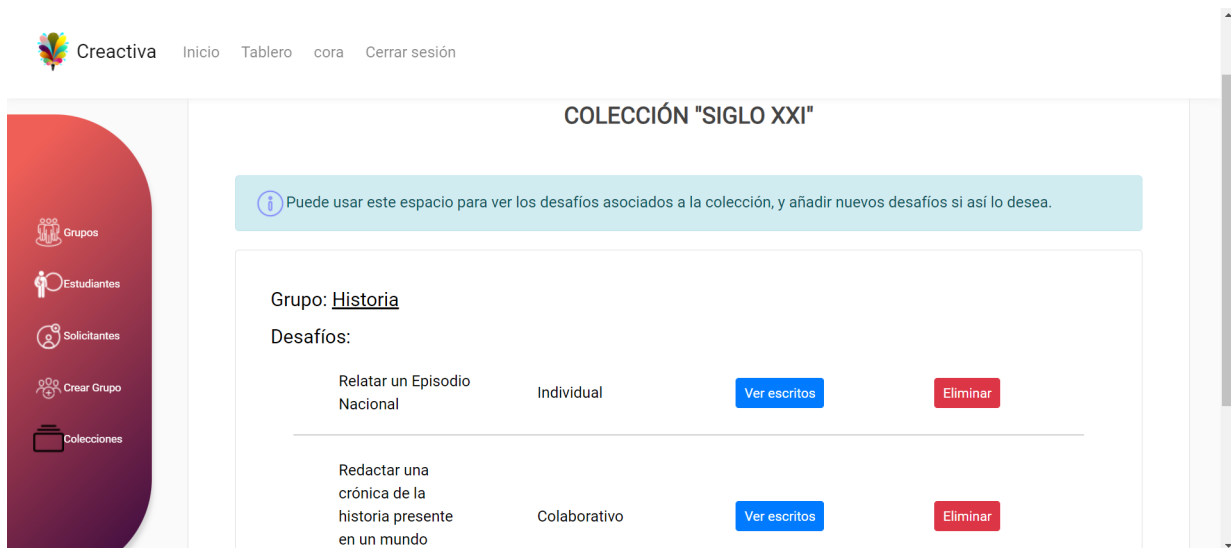 Creactiva
Inicio Tablero cora Cerrar sesión
COLECCIÓN "SIGLO XXI"
Puede usar este espacio para ver los desafíos asociados a la colección, y añadir nuevos desafíos si así lo desea.
Grupos
Estudiantes
Solicitantes
Crear Grupo
Colecciones
Grupo: Historia
Desafíos:
Relatar un Episodio
Nacional
Individual
Ver escritos
Eliminar
Redactar una
crónica de la
historia presente
en un mundo
Colaborativo
Ver escritos
Eliminar